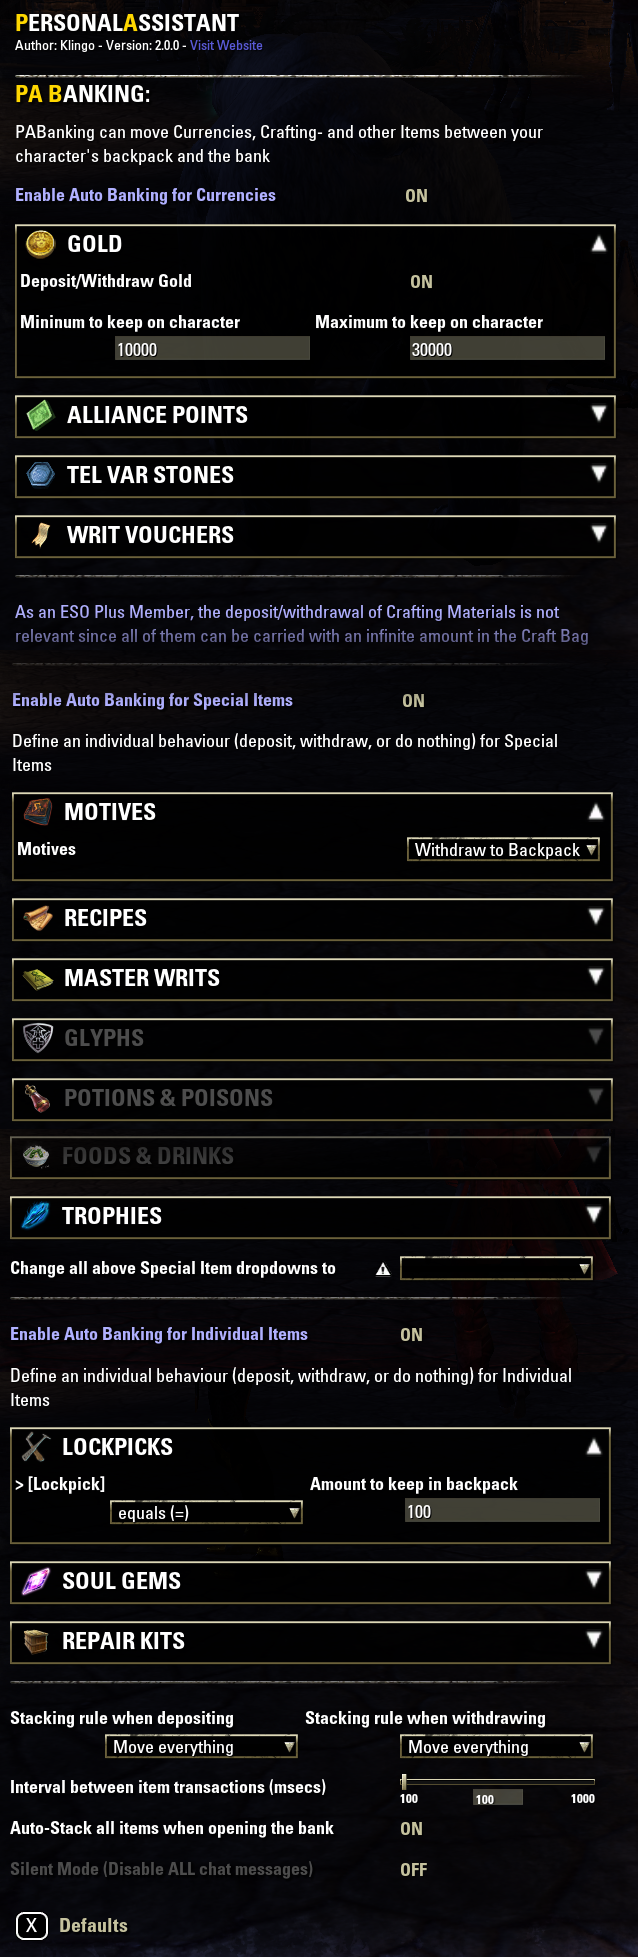 PERSONALASSISTANT
Author: Klingo - Version: 2.0.0 - Visit Website
PA BANKING:
PABanking can move Currencies, Crafting- and other Items between your
character's backpack and the bank
Enable Auto Banking for Currencies ON
GOLD
Deposit/Withdraw Gold ON
Mininum to keep on character Maximum to keep on character
10000 30000
ALLIANCE POINTS
TEL VAR STONES
WRIT VOUCHERS
As an ESO Plus Member, the deposit/withdrawal of Crafting Materials is not
relevant since all of them can be carried with an infinite amount in the Craft Bag
Enable Auto Banking for Special Items ON
Define an individual behaviour (deposit, withdraw, or do nothing) for Special
Items
MOTIVES
Motives Withdraw to Backpack
RECIPES
MASTER WRITS
GLYPHS
POTIONS & POISONS
FOODS & DRINKS
TROPHIES
Change all above Special Item dropdowns to
Enable Auto Banking for Individual Items ON
Define an individual behaviour (deposit, withdraw, or do nothing) for Individual
Items
LOCKPICKS
> [Lockpick] Amount to keep in backpack
equals (=) 100
SOUL GEMS
REPAIR KITS
Stacking rule when depositing Stacking rule when withdrawing
Move everything Move everything
Interval between item transactions (msecs)
100 100 1000
Auto-Stack all items when opening the bank ON
Silent Mode (Disable ALL chat messages) OFF
X Defaults